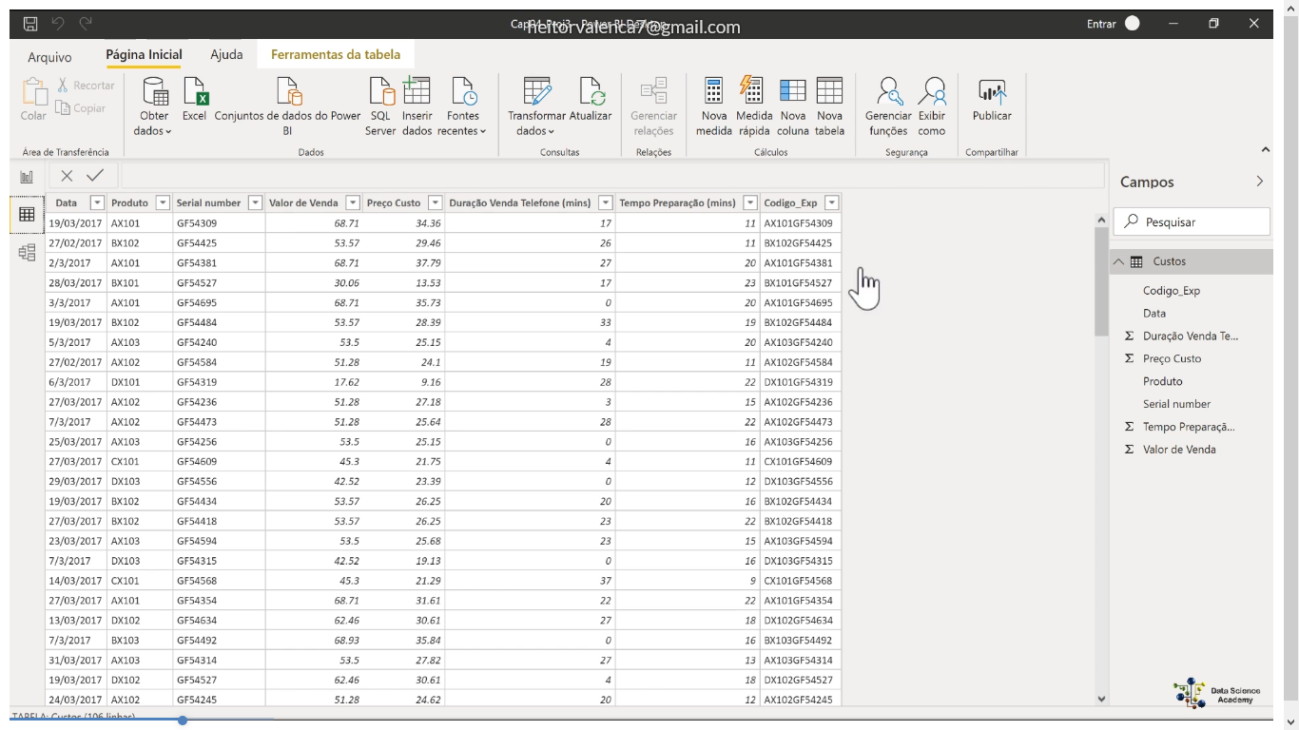 heitorvalenca7@gmail.com
Entrar
Arquivo Página Inicial Ajuda Ferramentas da tabela
Colar Recortar Copiar
Obter dados Excel Conjuntos de dados do Power BI SQL Server Inserir dados Fontes recentes
Transformar dados Atualizar Gerenciar relações Nova medida Medida rápida Nova coluna Nova tabela
Gerenciar funções Exibir como Publicar
Área de Transferência Dados Consultas Relações Cálculos Segurança Compartilhar
Data Produto Serial number Valor de Venda Preço Custo Duração Venda Telefone (mins) Tempo Preparação (mins) Codigo_Exp
19/03/2017 AX101 GF54309 68.71 34.36 17 11 AX101GF54309
27/02/2017 BX102 GF54425 53.57 29.46 26 11 BX102GF54425
2/3/2017 AX101 GF54381 68.71 37.79 27 20 AX101GF54381
28/03/2017 BX101 GF54527 30.06 13.53 17 23 BX101GF54527
3/3/2017 AX101 GF54695 68.71 35.73 0 20 AX101GF54695
19/03/2017 BX102 GF54484 53.57 28.39 33 19 BX102GF54484
5/3/2017 AX103 GF54240 53.5 25.15 4 20 AX103GF54240
27/02/2017 AX102 GF54584 51.28 24.1 19 11 AX102GF54584
6/3/2017 DX101 GF54319 17.62 9.16 28 22 DX101GF54319
27/03/2017 AX102 GF54236 51.28 27.18 3 15 AX102GF54236
7/3/2017 AX102 GF54473 51.28 25.64 28 22 AX102GF54473
25/03/2017 AX103 GF54256 53.5 25.15 0 16 AX103GF54256
27/03/2017 CX101 GF54609 45.3 21.75 4 11 CX101GF54609
29/03/2017 DX103 GF54556 42.52 23.39 0 12 DX103GF54556
19/03/2017 BX102 GF54434 53.57 26.25 20 16 BX102GF54434
27/03/2017 BX102 GF54418 53.57 26.25 23 22 BX102GF54418
23/03/2017 AX103 GF54594 53.5 25.68 23 15 AX103GF54594
7/3/2017 DX103 GF54315 42.52 19.13 0 16 DX103GF54315
14/03/2017 CX101 GF54568 45.3 21.29 37 9 CX101GF54568
27/03/2017 AX101 GF54354 68.71 31.61 22 22 AX101GF54354
13/03/2017 DX102 GF54634 62.46 30.61 27 18 DX102GF54634
7/3/2017 BX103 GF54492 68.93 35.84 0 16 BX103GF54492
31/03/2017 AX103 GF54314 53.5 27.82 27 13 AX103GF54314
19/03/2017 DX102 GF54527 62.46 30.61 4 18 DX102GF54527
24/03/2017 AX102 GF54245 51.28 24.62 20 12 AX102GF54245
TABELA: Custos (106 linhas)
Campos
Pesquisar
Custos
Codigo_Exp
Data
Σ Duração Venda Te...
Σ Preço Custo
Produto
Serial number
Σ Tempo Preparaçã...
Σ Valor de Venda
Data Science
Academy